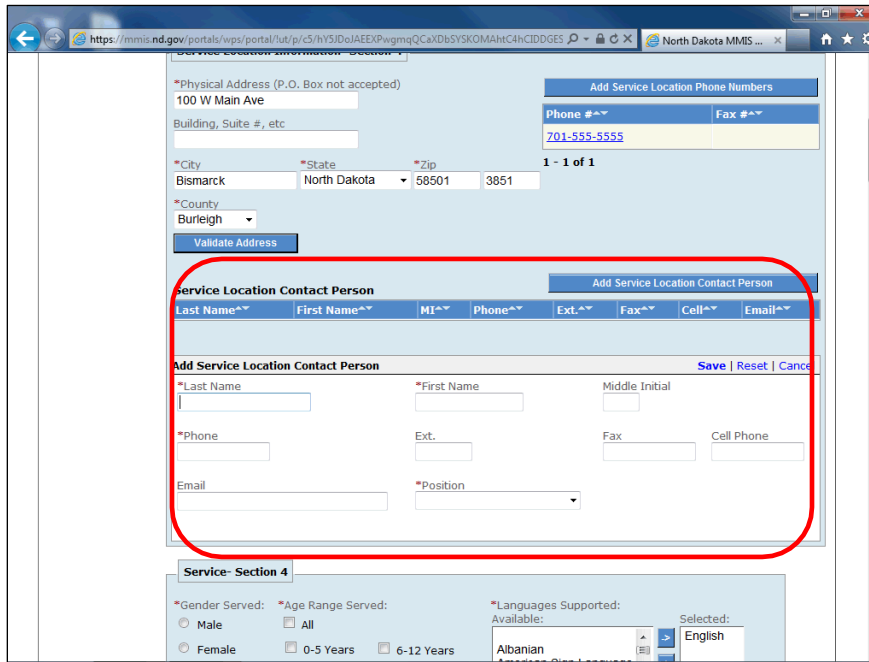 https://mmis.nd.gov/portals/wps/portal/!ut/p/c5/hY5JDoJAEEXPwgmqQCaXDbSYSKOMAhtC4hCIDDGES
North Dakota MMIS ...
Service Location Information- Section 4
*Physical Address (P.O. Box not accepted)
100 W Main Ave
Add Service Location Phone Numbers
Phone # Fax #
Building, Suite #, etc
701-555-5555
1 - 1 of 1
*City *State *Zip
Bismarck North Dakota 58501 3851
*County
Burleigh
Validate Address
Add Service Location Contact Person
Service Location Contact Person
Last Name First Name MI Phone Ext. Fax Cell Email
Add Service Location Contact Person Save | Reset | Cancel
*Last Name *First Name Middle Initial
*Phone Ext. Fax Cell Phone
Email *Position
Service- Section 4
*Gender Served: *Age Range Served: *Languages Supported:
Available: Selected:
Male All English
Female 0-5 Years 6-12 Years Albanian
American Sign Language